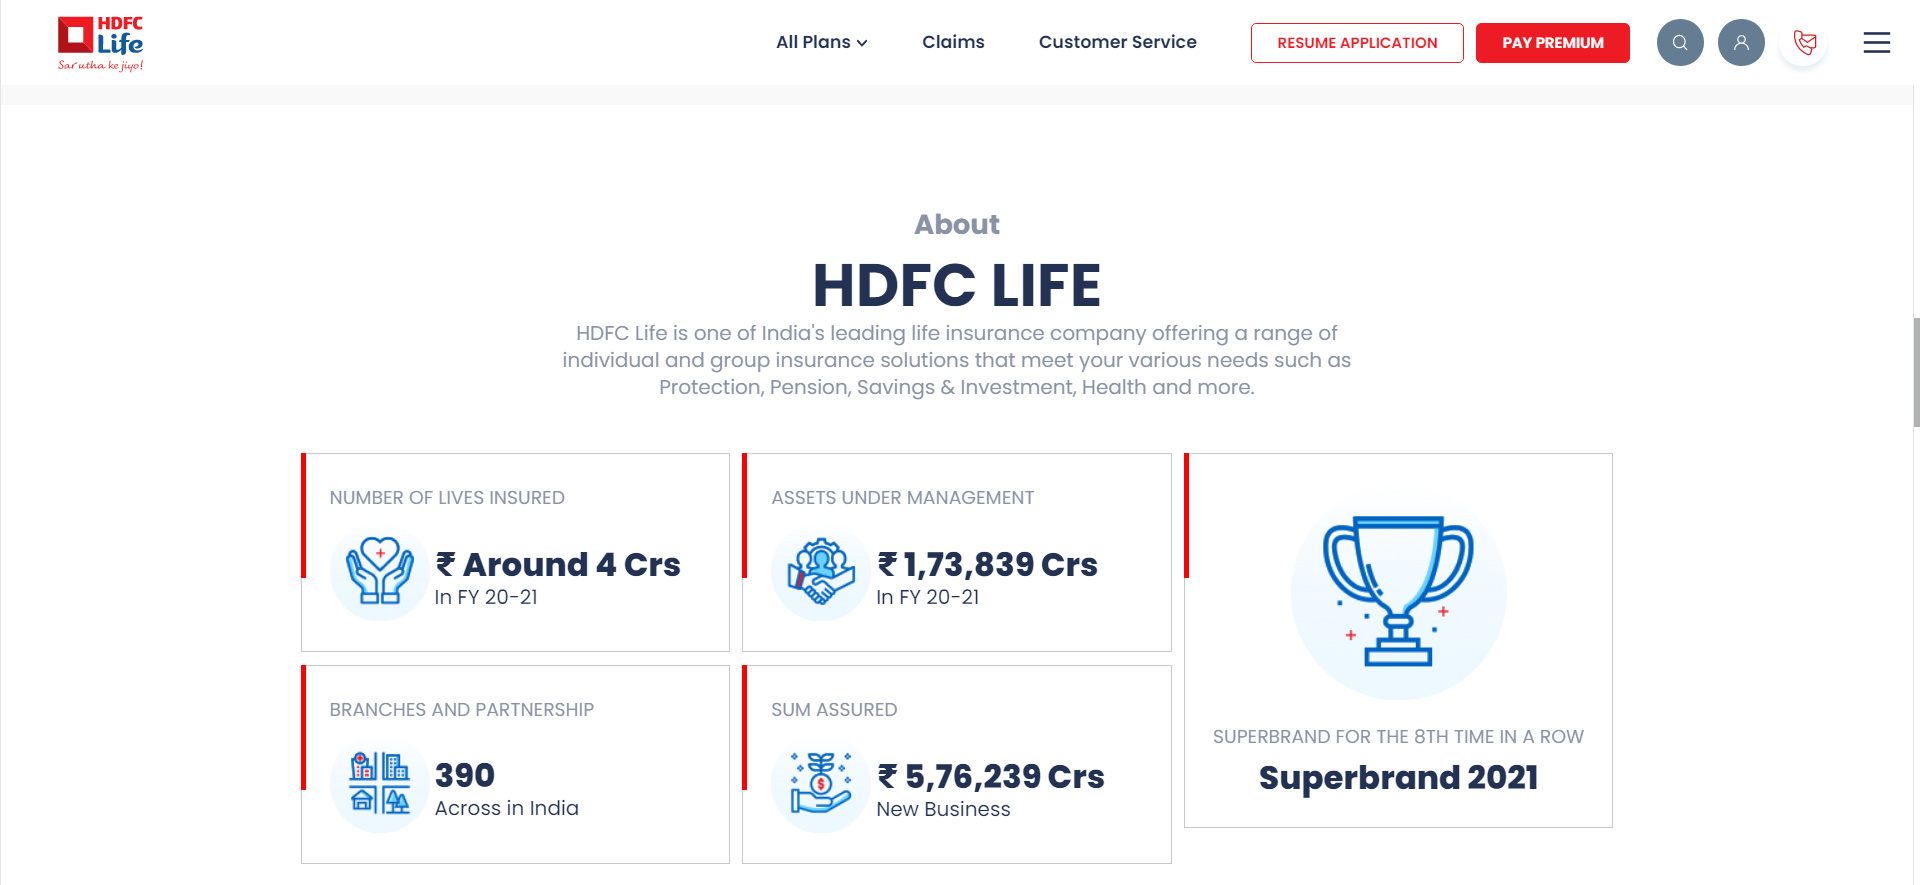 HDFC
Life
Sar utha ke jiyo!
All Plans
Claims
Customer Service
RESUME APPLICATION
PAY PREMIUM
About
HDFC LIFE
HDFC Life is one of India's leading life insurance company offering a range of
individual and group insurance solutions that meet your various needs such as
Protection, Pension, Savings & Investment, Health and more.
NUMBER OF LIVES INSURED
₹ Around 4 Crs
In FY 20-21
ASSETS UNDER MANAGEMENT
₹ 1,73,839 Crs
In FY 20-21
BRANCHES AND PARTNERSHIP
390
Across in India
SUM ASSURED
$
₹ 5,76,239 Crs
New Business
SUPERBRAND FOR THE 8TH TIME IN A ROW
Superbrand 2021